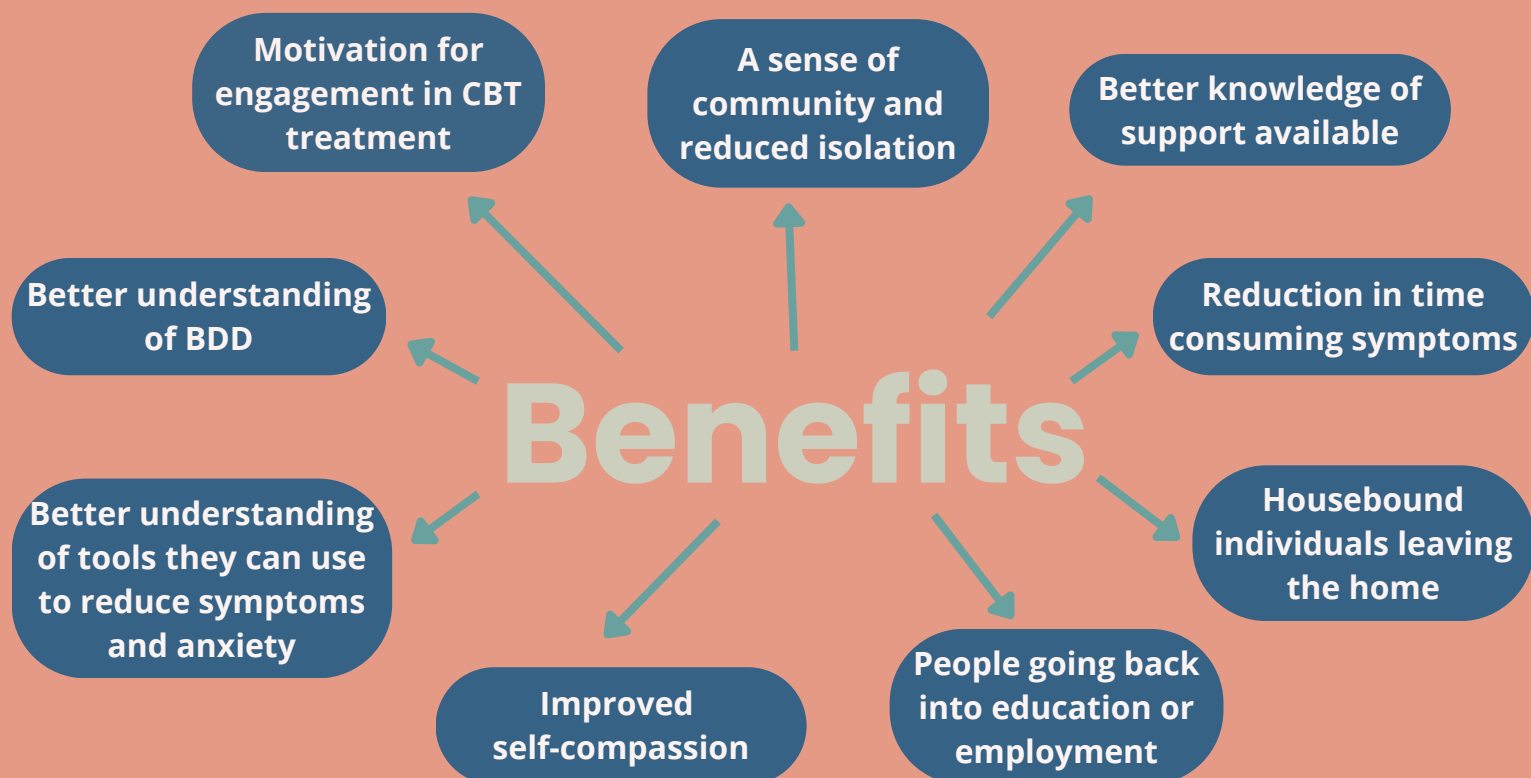 Motivation for
engagement in CBT
treatment
A sense of
community and
reduced isolation
Better knowledge of
support available
Better understanding
of BDD
Reduction in time
consuming symptoms
Benefits
Better understanding
of tools they can use
to reduce symptoms
and anxiety
Housebound
individuals leaving
the home
Improved
self-compassion
People going back
into education or
employment